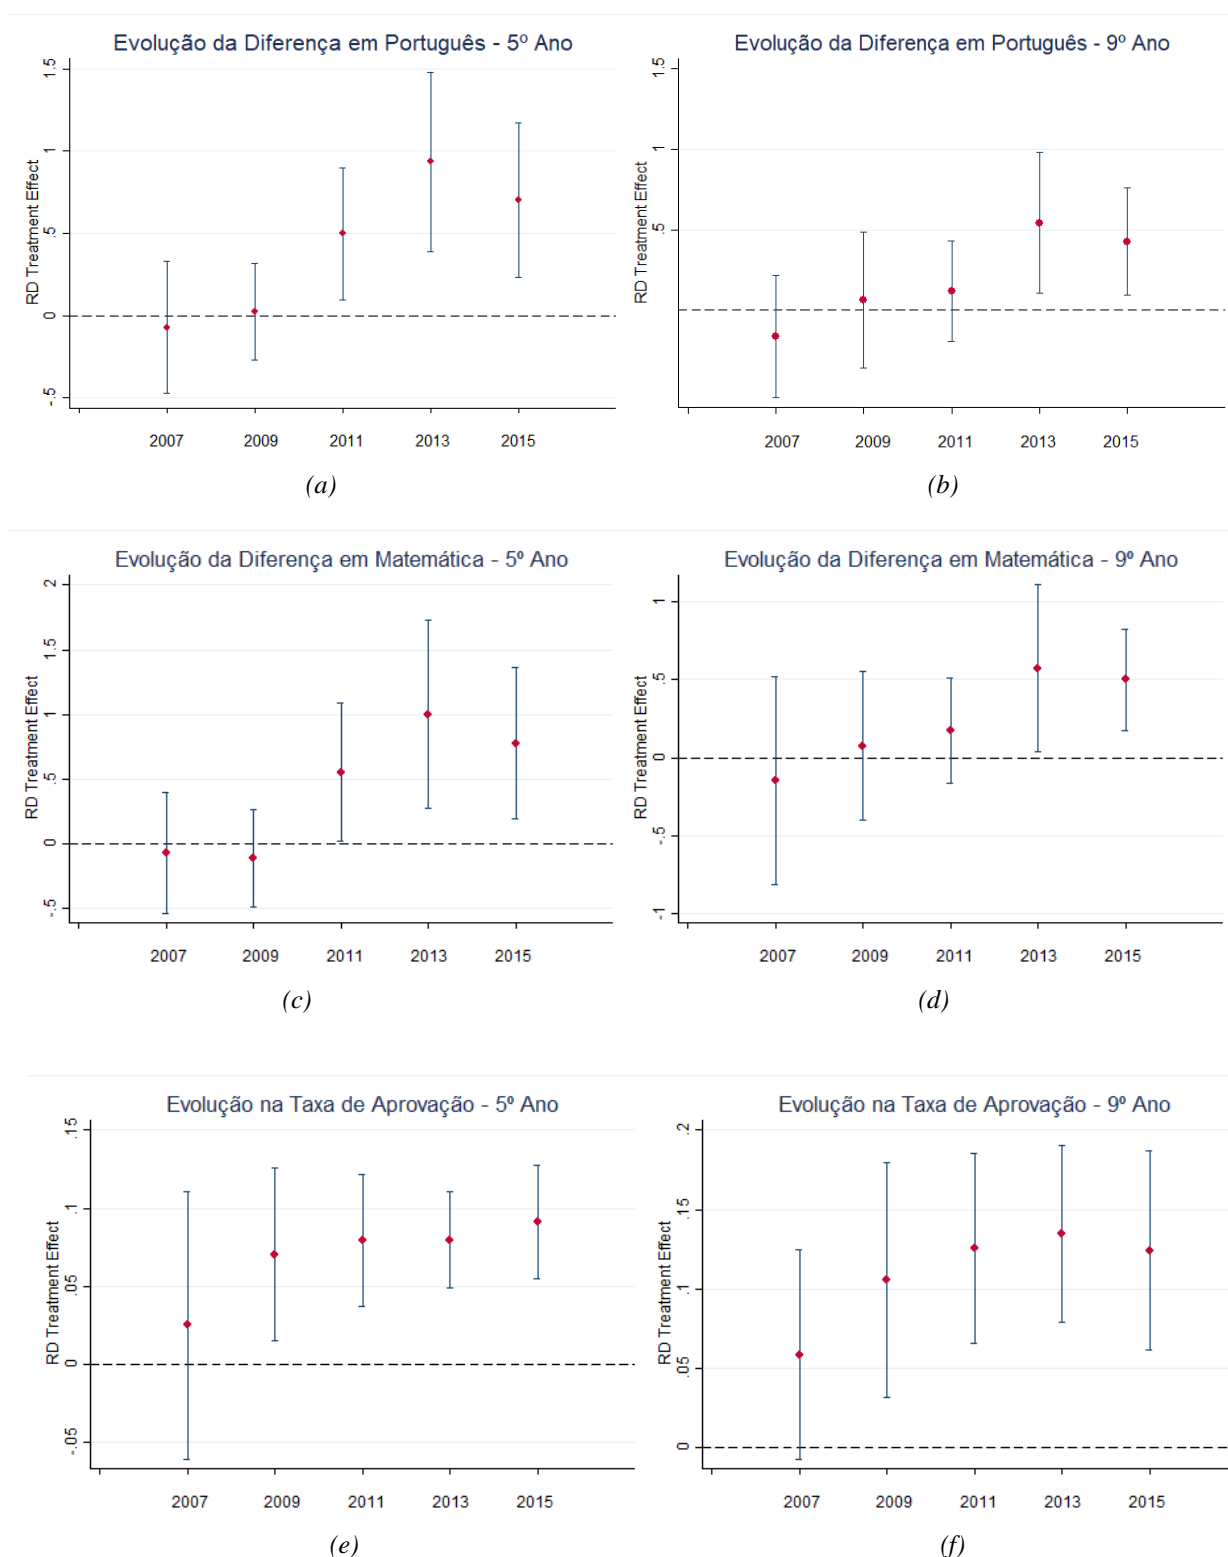 Evolução da Diferença em Português - 5º Ano
RD Treatment Effect
1.5
1
.5
0
-.5
2007 2009 2011 2013 2015
(a)
Evolução da Diferença em Português - 9º Ano
RD Treatment Effect
1.5
1
.5
2007 2009 2011 2013 2015
(b)
Evolução da Diferença em Matemática - 5º Ano
RD Treatment Effect
2
1.5
1
.5
0
-.5
2007 2009 2011 2013 2015
(c)
Evolução da Diferença em Matemática - 9º Ano
RD Treatment Effect
1
.5
0
-.5
-1
2007 2009 2011 2013 2015
(d)
Evolução na Taxa de Aprovação - 5º Ano
RD Treatment Effect
.15
.1
.05
0
-.05
2007 2009 2011 2013 2015
(e)
Evolução na Taxa de Aprovação - 9º Ano
RD Treatment Effect
.2
.15
.1
.05
0
2007 2009 2011 2013 2015
(f)